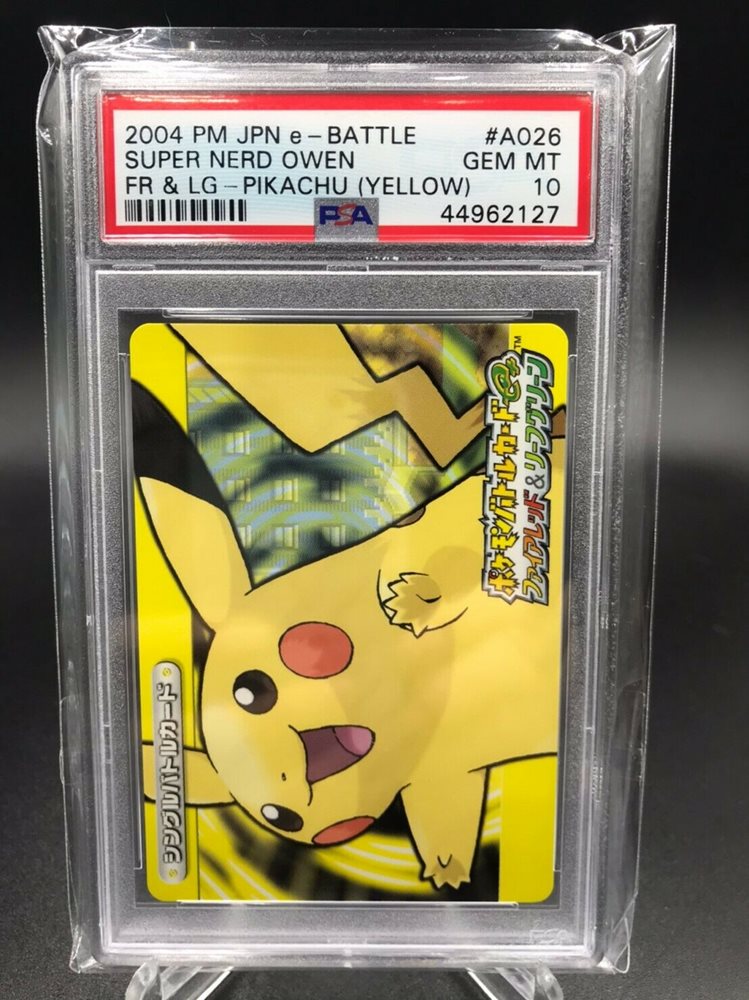 2004 PM JPN e-BATTLE #A026
SUPER NERD OWEN GEM MT
FR & LG-PIKACHU (YELLOW) 10
PSA 44962127
ポケモンバトルカードe+ ™
ファイアレッド&リーフグリーン
シングルバトルカード